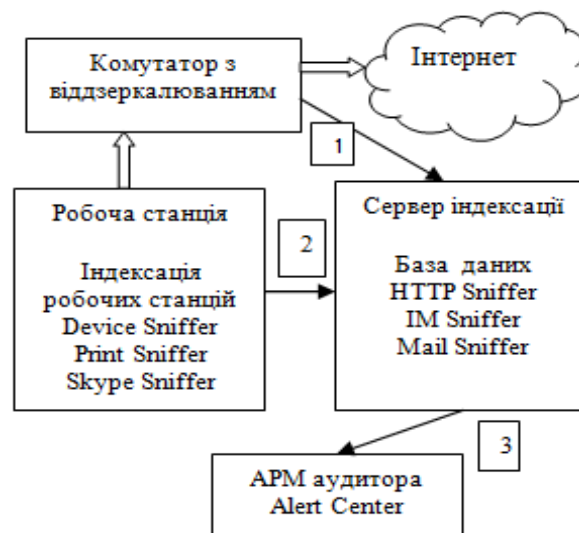 Комутатор з
віддзеркалюванням
Інтернет
1
Робоча станція
Індексація
робочих станцій
Device Sniffer
Print Sniffer
Skype Sniffer
2
Сервер індексації
База даних
HTTP Sniffer
IM Sniffer
Mail Sniffer
3
АРМ аудитора
Alert Center